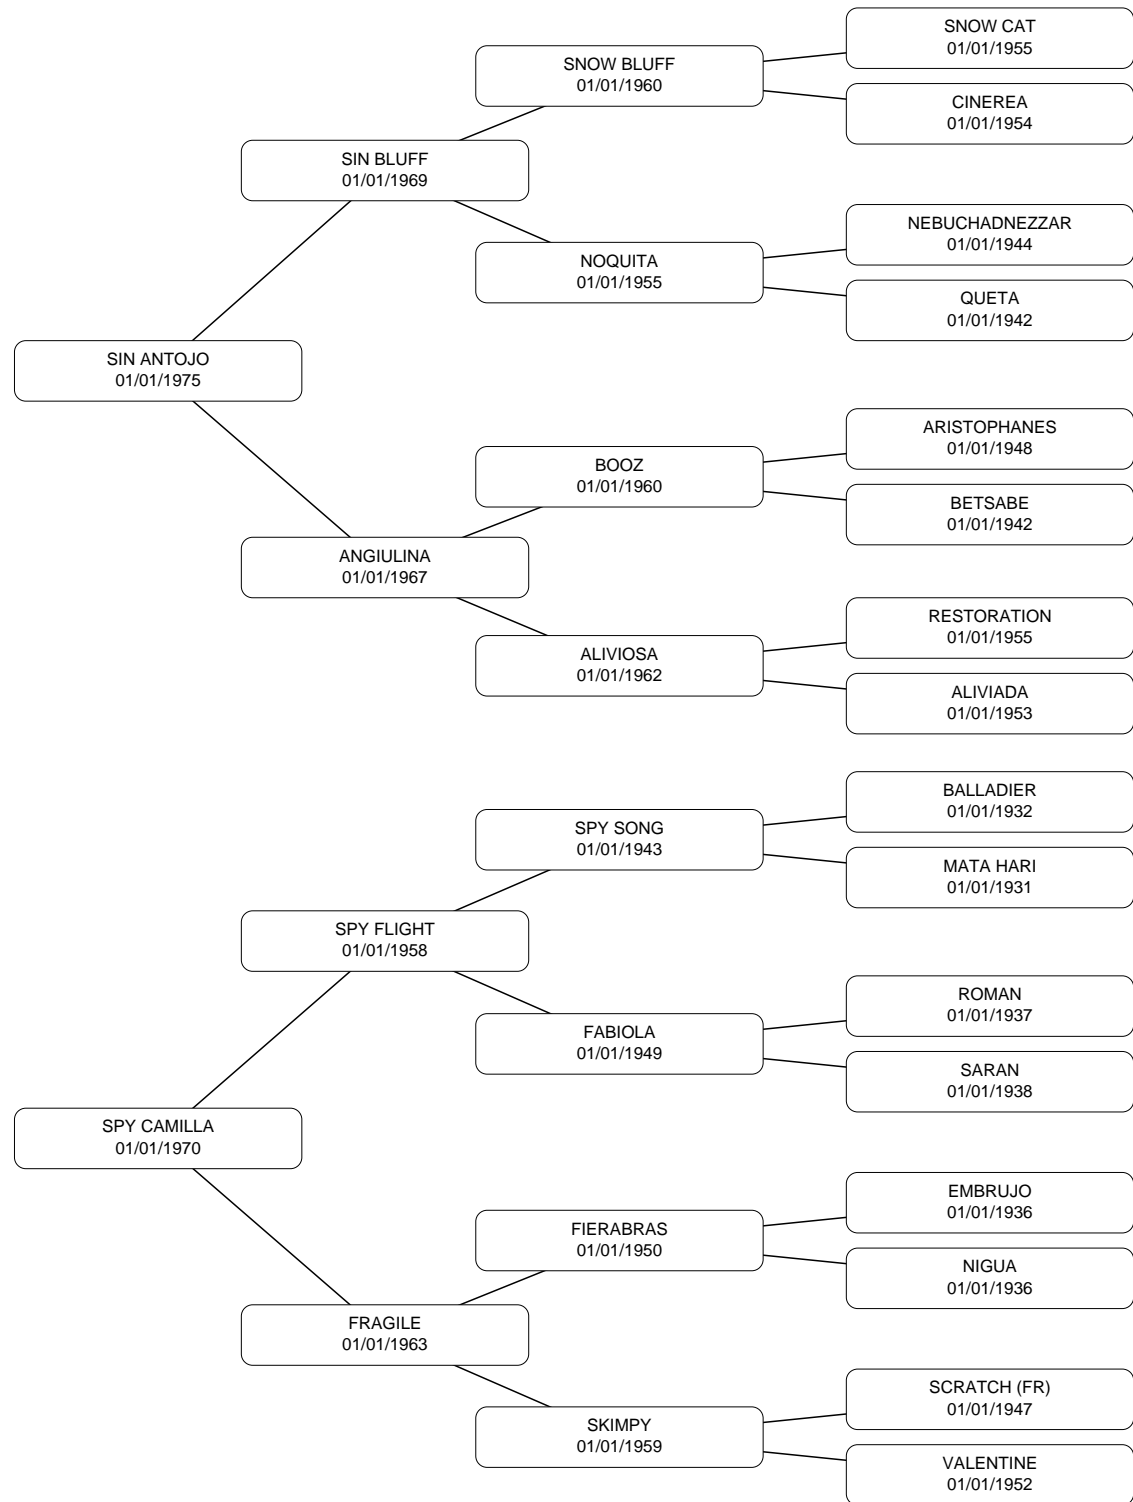 SNOW CAT
01/01/1955
SNOW BLUFF
01/01/1960
CINEREA
01/01/1954
SIN BLUFF
01/01/1969
NEBUCHADNEZZAR
01/01/1944
NOQUITA
01/01/1955
QUETA
01/01/1942
SIN ANTOJO
01/01/1975
ARISTOPHANES
01/01/1948
BOOZ
01/01/1960
BETSABE
01/01/1942
ANGIULINA
01/01/1967
RESTORATION
01/01/1955
ALIVIOSA
01/01/1962
ALIVIADA
01/01/1953
BALLADIER
01/01/1932
SPY SONG
01/01/1943
MATA HARI
01/01/1931
SPY FLIGHT
01/01/1958
ROMAN
01/01/1937
FABIOLA
01/01/1949
SARAN
01/01/1938
SPY CAMILLA
01/01/1970
EMBRUJO
01/01/1936
FIERABRAS
01/01/1950
NIGUA
01/01/1936
FRAGILE
01/01/1963
SCRATCH (FR)
01/01/1947
SKIMPY
01/01/1959
VALENTINE
01/01/1952